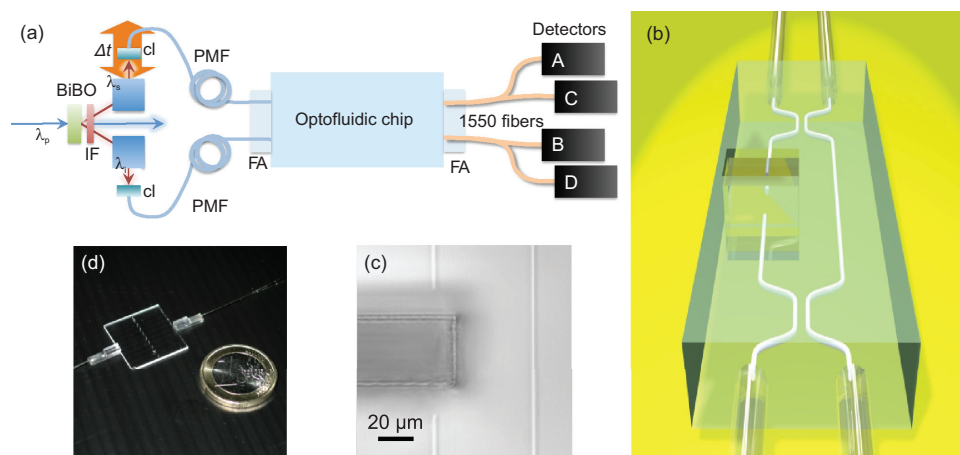 (a)
Δt
cl
λs
BiBO
λp
IF
λi
cl
PMF
PMF
FA
Optofluidic chip
FA
1550 fibers
Detectors
A
C
B
D
(b)
(d)
(c)
20 μm